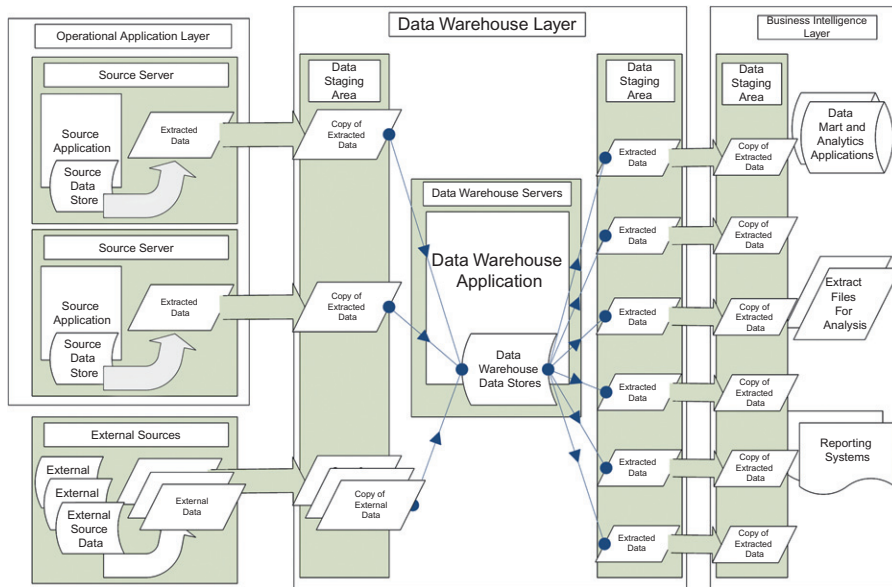 Operational Application Layer
Source Server
Source
Application
Source
Data
Store
Extracted
Data
Source Server
Source
Application
Source
Data
Store
Extracted
Data
External Sources
External
External
External
Source
Data
External
Data
Data Warehouse Layer
Data
Staging
Area
Copy of
Extracted
Data
Copy of
Extracted
Data
Copy of
External
Data
Data Warehouse Servers
Data Warehouse
Application
Data
Warehouse
Data Stores
Data
Staging
Area
Extracted
Data
Extracted
Data
Extracted
Data
Extracted
Data
Extracted
Data
Extracted
Data
Business Intelligence
Layer
Data
Staging
Area
Copy of
Extracted
Data
Copy of
Extracted
Data
Copy of
Extracted
Data
Copy of
Extracted
Data
Copy of
Extracted
Data
Copy of
Extracted
Data
Data
Mart and
Analytics
Applications
Extract
Files
For
Analysis
Reporting
Systems